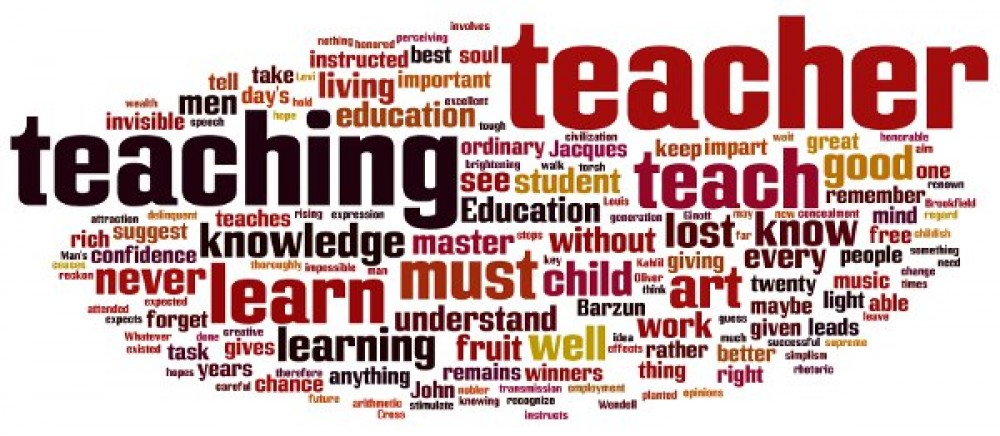 involves
nothing honored perceiving
instructed best soul teacher
tell take Levi living important
wealth men day's hold excellent
invisible speech hope education tough
teaching civilization
ordinary Jacques keep impart wait great honorable
brightening walk torch aim
see student teach good one
renown
Education Louis remember Brookfield
attraction delinquent teaches rising expression generation Ginott may new concealment mind regard
rich suggest knowledge master stops without lost far know free childish
Man's confidence key Kahlil giving every people something
ceases reckon thoroughly impossible man Oliver need
never learn must child think art twenty music change times
attended expected Barzun maybe light able
expects forget understand work guess given leads leave
Whatever done creative idea much successful supreme
existed task gives learning fruit well affects rather better simplism
hopes years therefore anything remains winners thing right rhetoric
careful chance John nobler transmission employment planted opinions
future arithmetic stimulate knowing recognize Wendell
Cross instructs